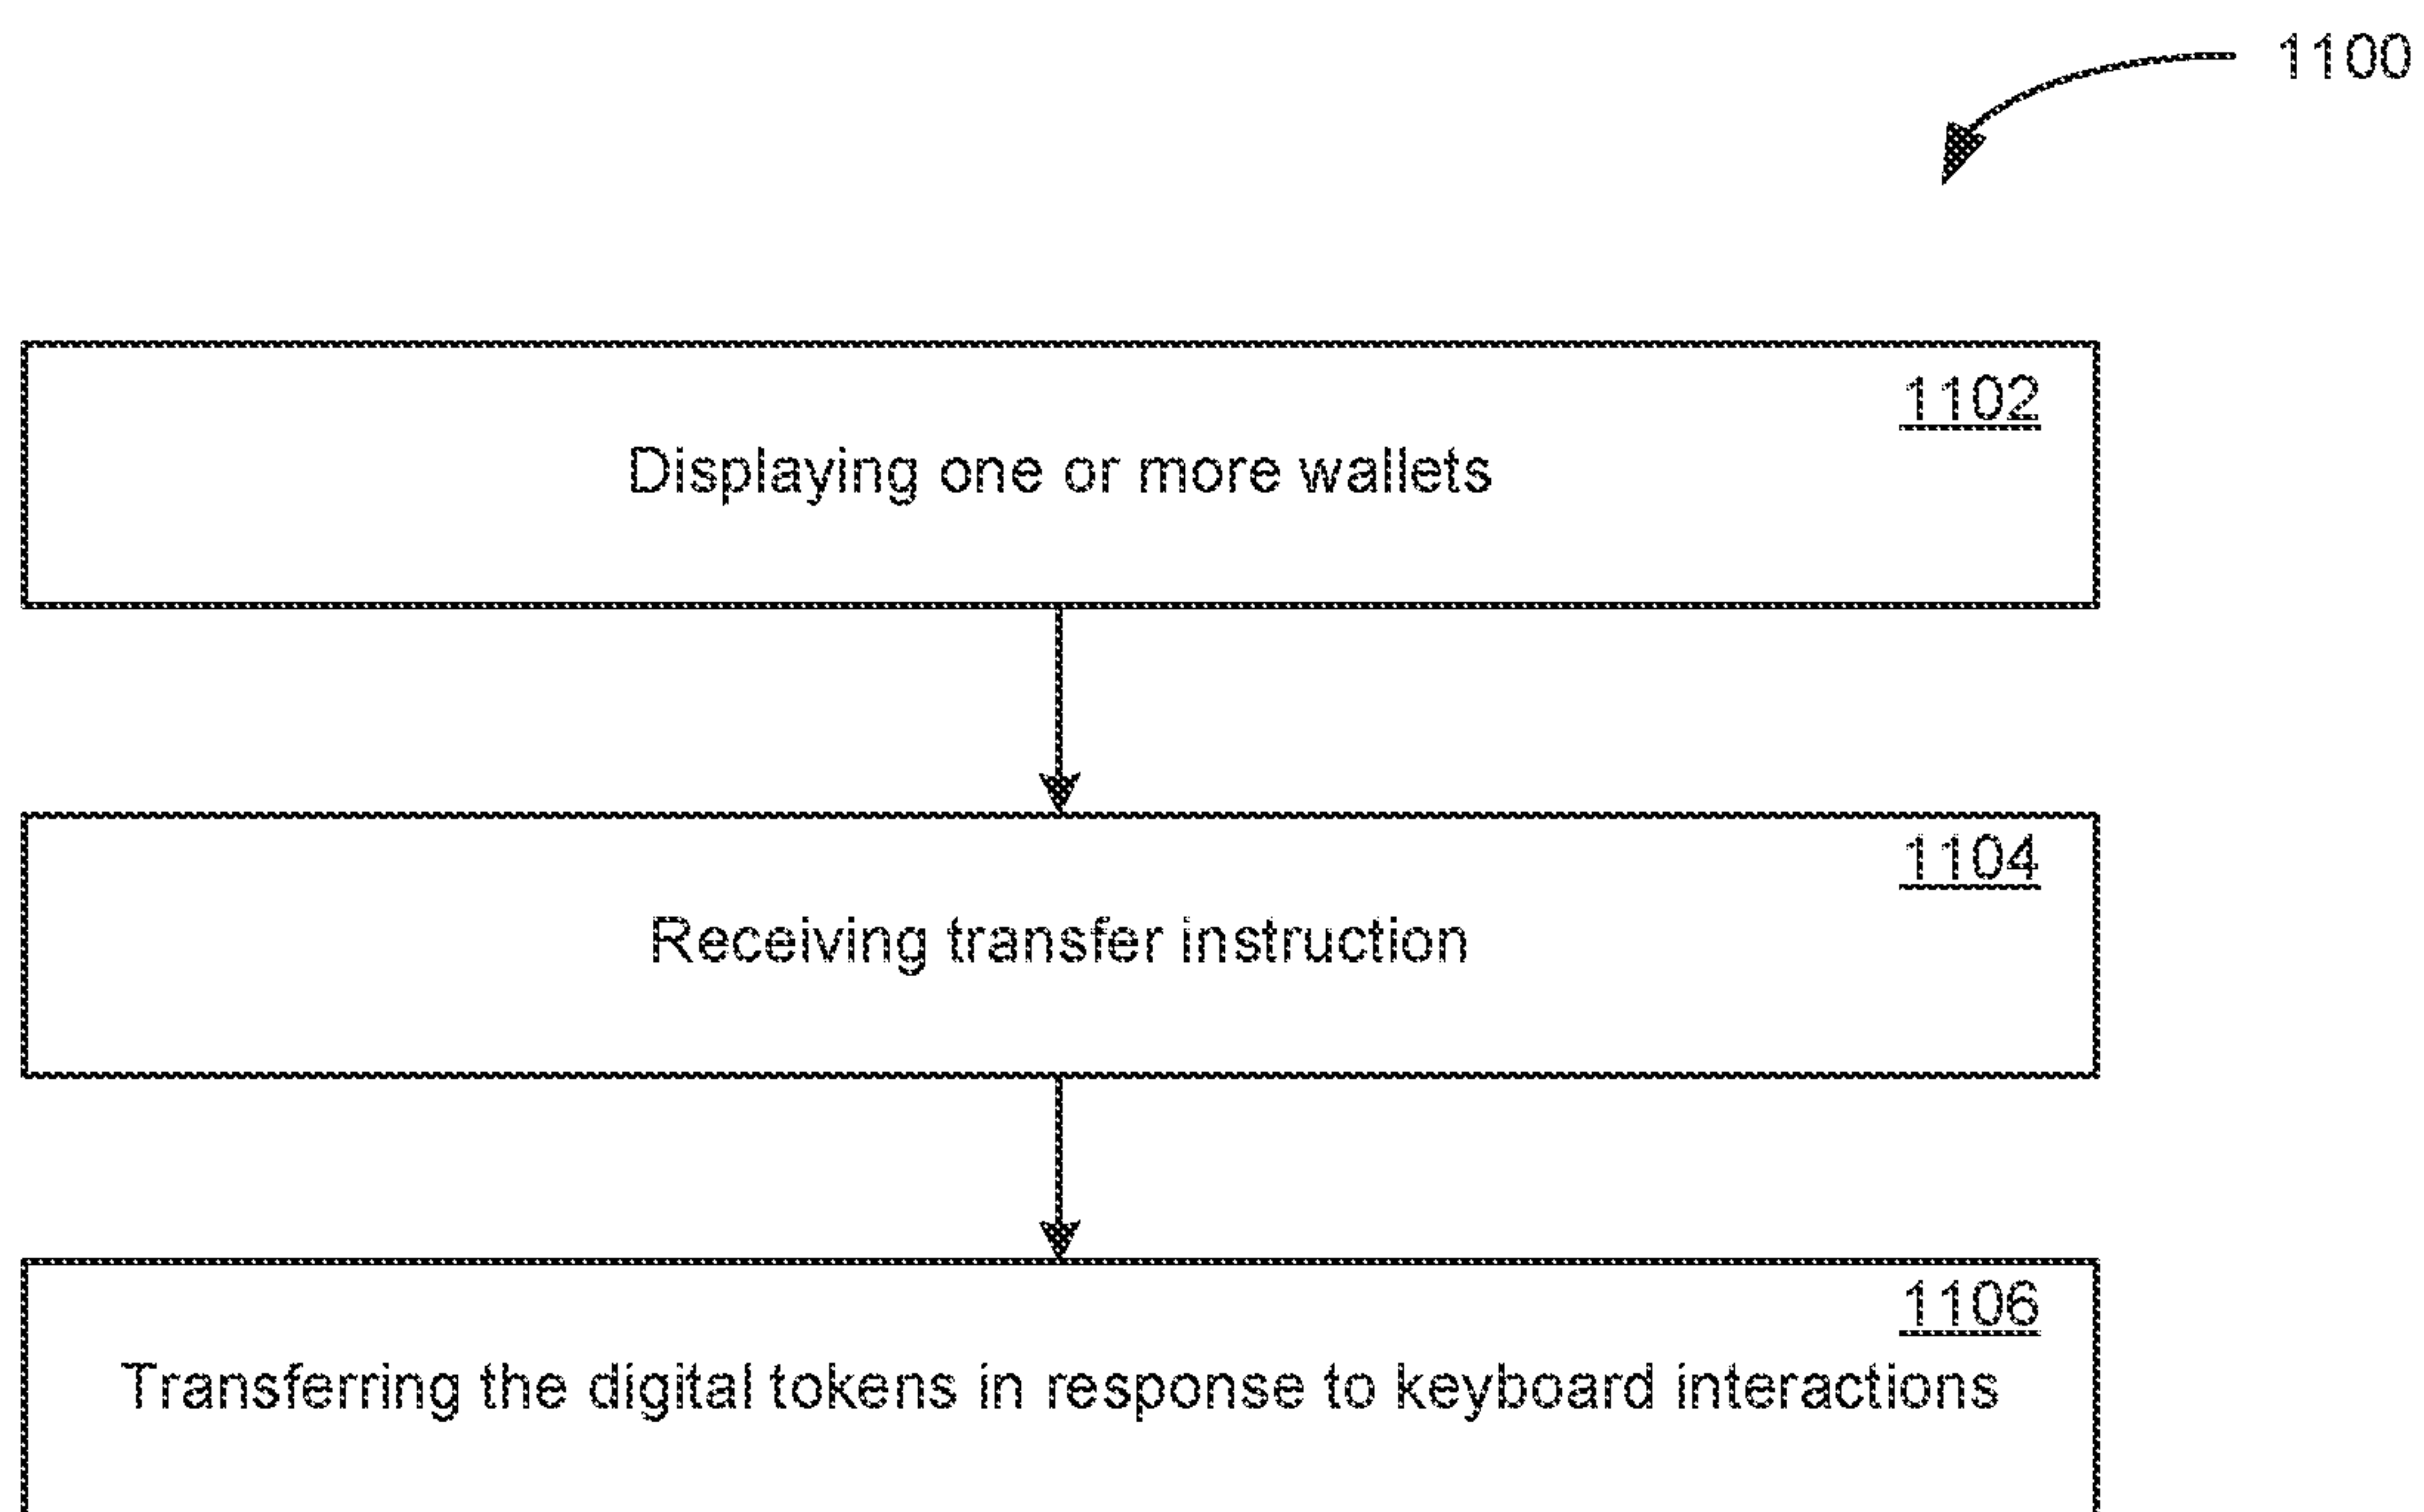 1100
1102
Displaying one or more wallets
1104
Receiving transfer instruction
1106
Transferring the digital tokens in response to keyboard interactions